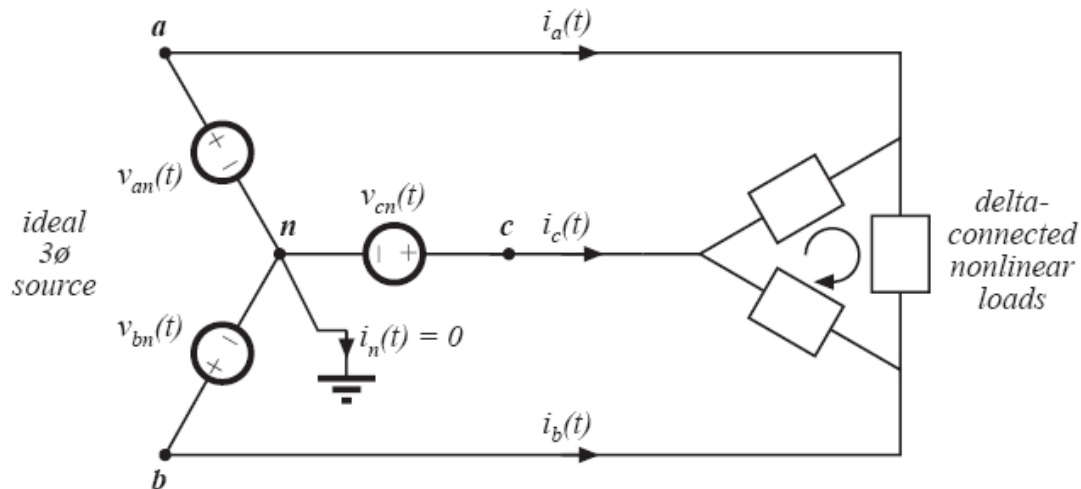 a
i_a(t)
+
−
v_an(t)
ideal
3ø
source
n
v_cn(t)
−
+
c
i_c(t)
delta-
connected
nonlinear
loads
v_bn(t)
−
+
i_n(t) = 0
i_b(t)
b